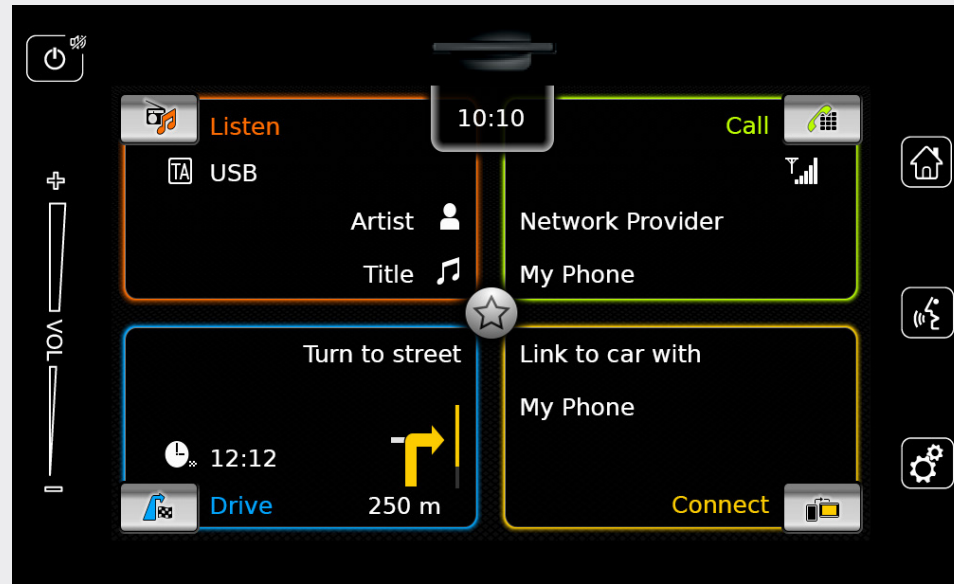 10:10
Listen
TA USB
Artist
Title
Call
Network Provider
My Phone
VOL
Turn to street
12:12
Drive 250 m
Link to car with
My Phone
Connect